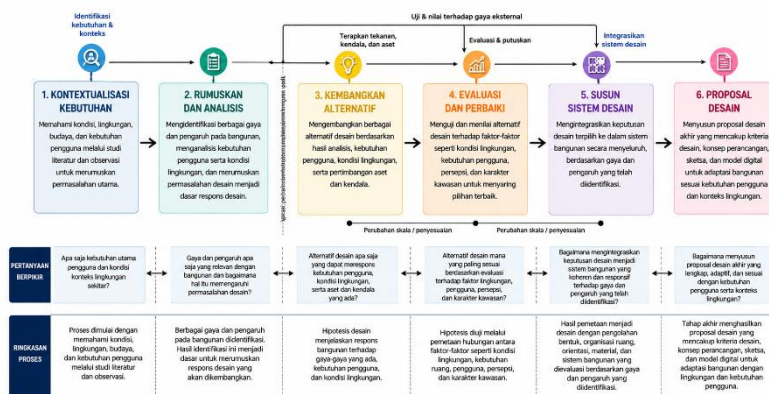 Identifikasi
kebutuhan &
konteks
Uji & nilai terhadap gaya eksternal
Terapkan tekanan,
kendala, dan aset
Evaluasi & putuskan
Integrasikan
sistem desain
1. KONTEXTUALISASI
KEBUTUHAN
Memahami kondisi, lingkungan,
budaya, dan kebutuhan
pengguna melalui studi
literatur dan observasi
untuk merumuskan
permasalahan utama.
2. RUMUSKAN
DAN ANALISIS
Mengidentifikasi berbagai gaya
dan pengaruh pada bangunan,
menganalisis kebutuhan
pengguna serta kondisi
lingkungan, dan merumuskan
permasalahan desain menjadi
dasar respons desain.
3. KEMBANGKAN
ALTERNATIF
Mengembangkan berbagai
alternatif desain berdasarkan
hasil analisis, kebutuhan
pengguna, kondisi lingkungan,
serta pertimbangan aset
dan kendala.
4. EVALUASI
DAN PERBAIKI
Menguji dan menilai alternatif
desain terhadap faktor-faktor
seperti kondisi lingkungan,
kebutuhan pengguna,
persepsi, dan karakter
kawasan untuk menyaring
pilihan terbaik.
5. SUSUN
SISTEM DESAIN
Mengintegrasikan keputusan
desain terpilih ke dalam sistem
bangunan secara menyeluruh,
berdasarkan gaya dan
pengaruh yang telah
diidentifikasi.
6. PROPOSAL
DESAIN
Menyusun proposal desain
akhir yang mencakup kriteria
desain, konsep perancangan,
sketsa, dan model digital
untuk adaptasi bangunan
sesuai kebutuhan pengguna
dan konteks lingkungan.
Perubahan skala / penyesualan
Perubahan skala / penyesualan
PERTANYAAN
BERPIKIR
Apa saja kebutuhan utama
pengguna dan kondisi
konteks lingkungan
sekitar?
Gaya dan pengaruh apa
saja yang relevan dengan
bangunan dan bagaimana
hal itu memengaruhi
permasalahan desain?
Alternatif desain apa saja
yang dapat merespons
kebutuhan pengguna,
kondisi lingkungan,
serta aset dan kendala
yang ada?
Alternatif desain mana
yang paling sesuai
berdasarkan evaluasi
terhadap faktor lingkungan,
pengguna, persepsi,
dan karakter kawasan?
Bagaimana mengintegrasikan
keputusan desain menjadi
sistem bangunan yang
koheren dan responsif
terhadap gaya dan
pengaruh yang telah
diidentifikasi?
Bagaimana menyusun
proposal desain akhir yang
lengkap, adaptif, dan sesuai
dengan kebutuhan
pengguna serta konteks
lingkungan?
RINGKASAN
PROSES
Proses dimulai dengan
memahami kondisi,
lingkungan, budaya,
dan kebutuhan pengguna
melalui studi literatur
dan observasi.
Berbagai gaya dan pengaruh
pada bangunan diidentifikasi.
Hasil identifikasi ini menjadi
dasar untuk merumuskan
respons desain yang
akan dikembangkan.
Hipotesis desain
menjelaskan respons
bangunan terhadap
gaya-gaya yang ada,
kebutuhan pengguna,
dan kondisi lingkungan.
Hipotesis diuji melalui
pemetaan hubungan antara
faktor-faktor seperti kondisi
lingkungan, kebutuhan
ruang, pengguna, persepsi,
dan karakter kawasan.
Hasil pemetaan menjadi
desain dengan pengolahan
bentuk, organisasi ruang,
orientasi, material, dan
sistem bangunan yang
dievaluasi berdasarkan gaya
dan pengaruh yang
diidentifikasi.
Tahap akhir menghasilkan
proposal desain yang
mencakup kriteria desain,
konsep perancangan, sketsa,
dan model digital untuk
adaptasi bangunan dengan
lingkungan dan kebutuhan
pengguna.